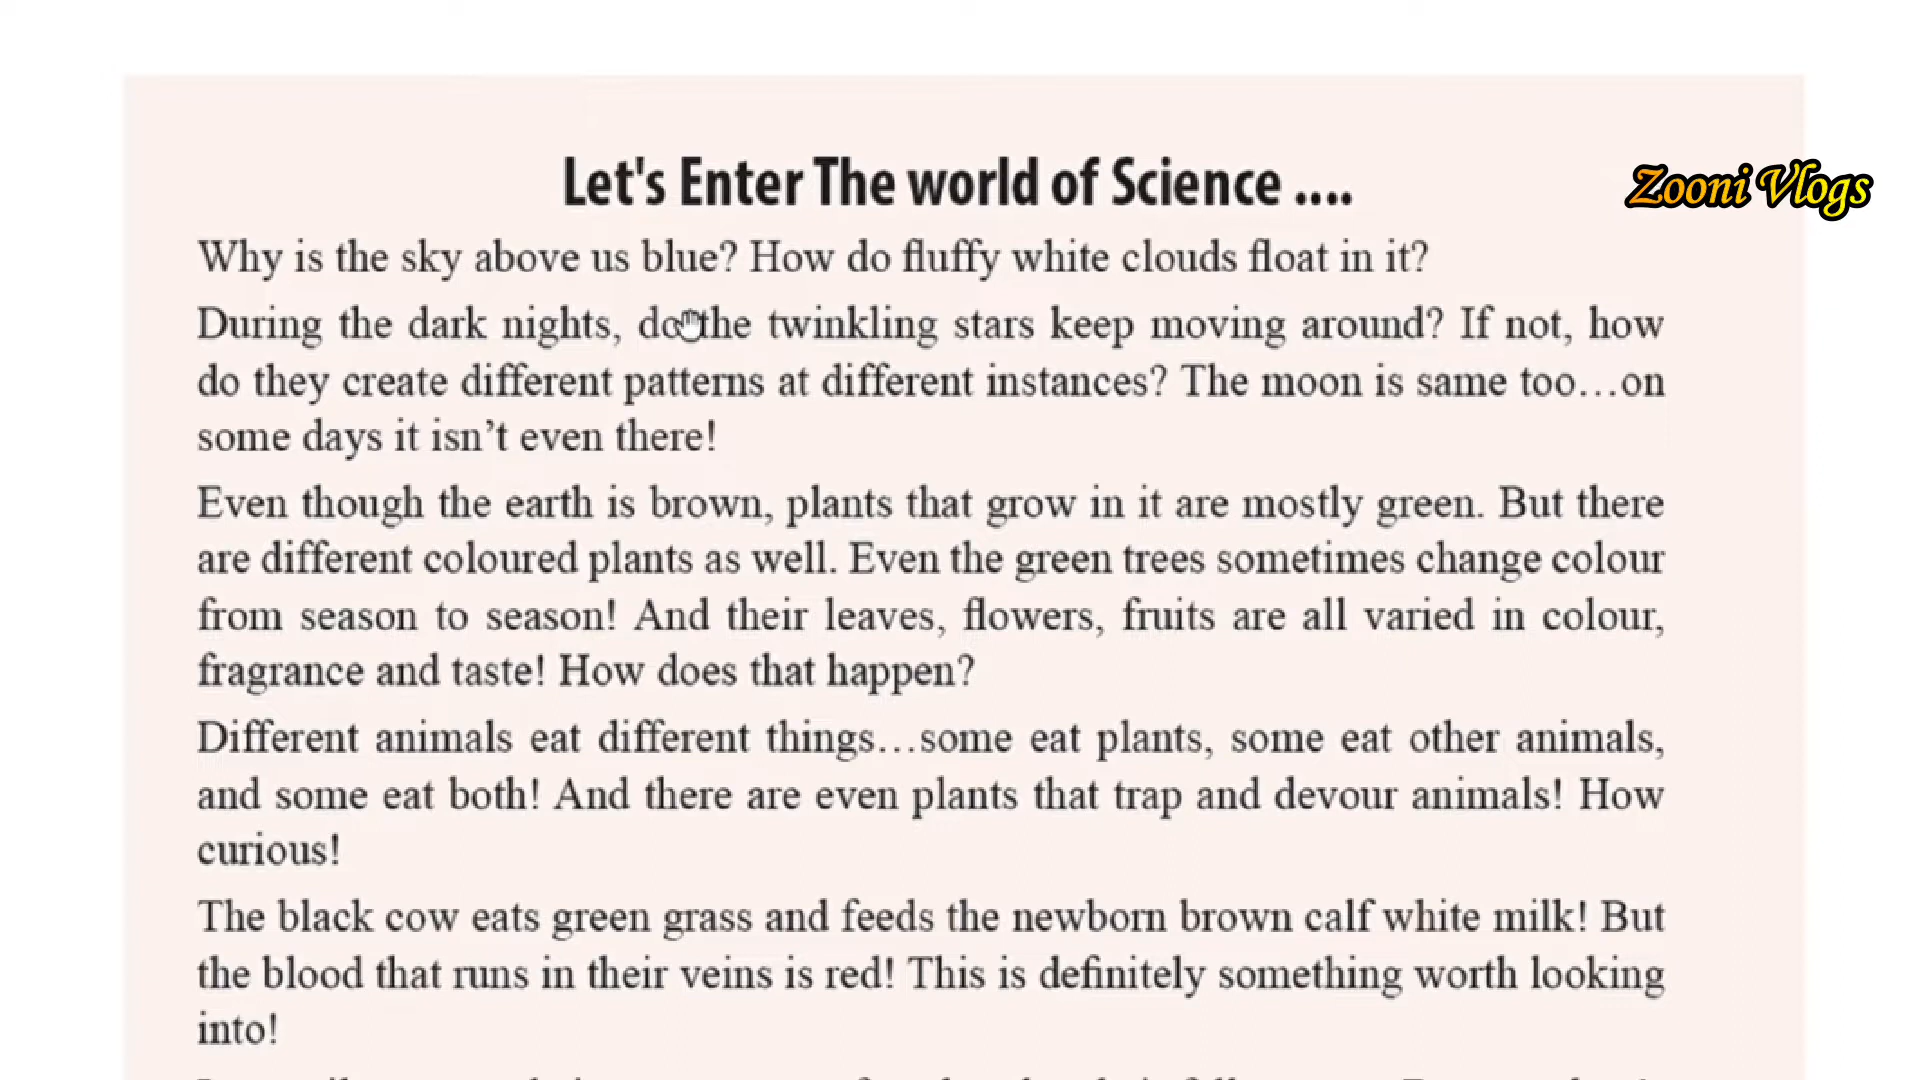 Let's Enter The world of Science ....
Zooni Vlogs
Why is the sky above us blue? How do fluffy white clouds float in it?
During the dark nights, do the twinkling stars keep moving around? If not, how
do they create different patterns at different instances? The moon is same too…on
some days it isn’t even there!
Even though the earth is brown, plants that grow in it are mostly green. But there
are different coloured plants as well. Even the green trees sometimes change colour
from season to season! And their leaves, flowers, fruits are all varied in colour,
fragrance and taste! How does that happen?
Different animals eat different things…some eat plants, some eat other animals,
and some eat both! And there are even plants that trap and devour animals! How
curious!
The black cow eats green grass and feeds the newborn brown calf white milk! But
the blood that runs in their veins is red! This is definitely something worth looking
into!